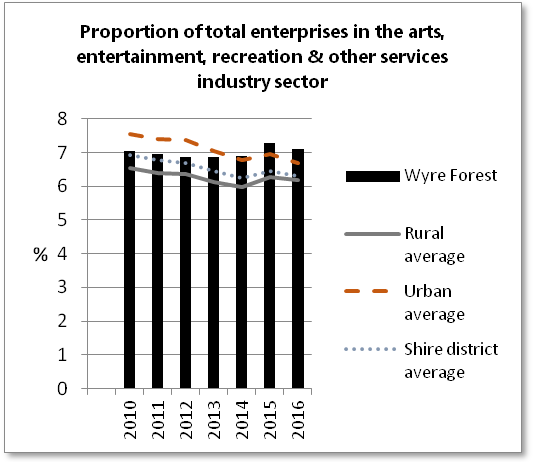 Proportion of total enterprises in the arts,
entertainment, recreation & other services
industry sector
8
7
6
5
% 4
3
2
1
0
2010
2011
2012
2013
2014
2015
2016
Wyre Forest
Rural
average
Urban
average
Shire district
average